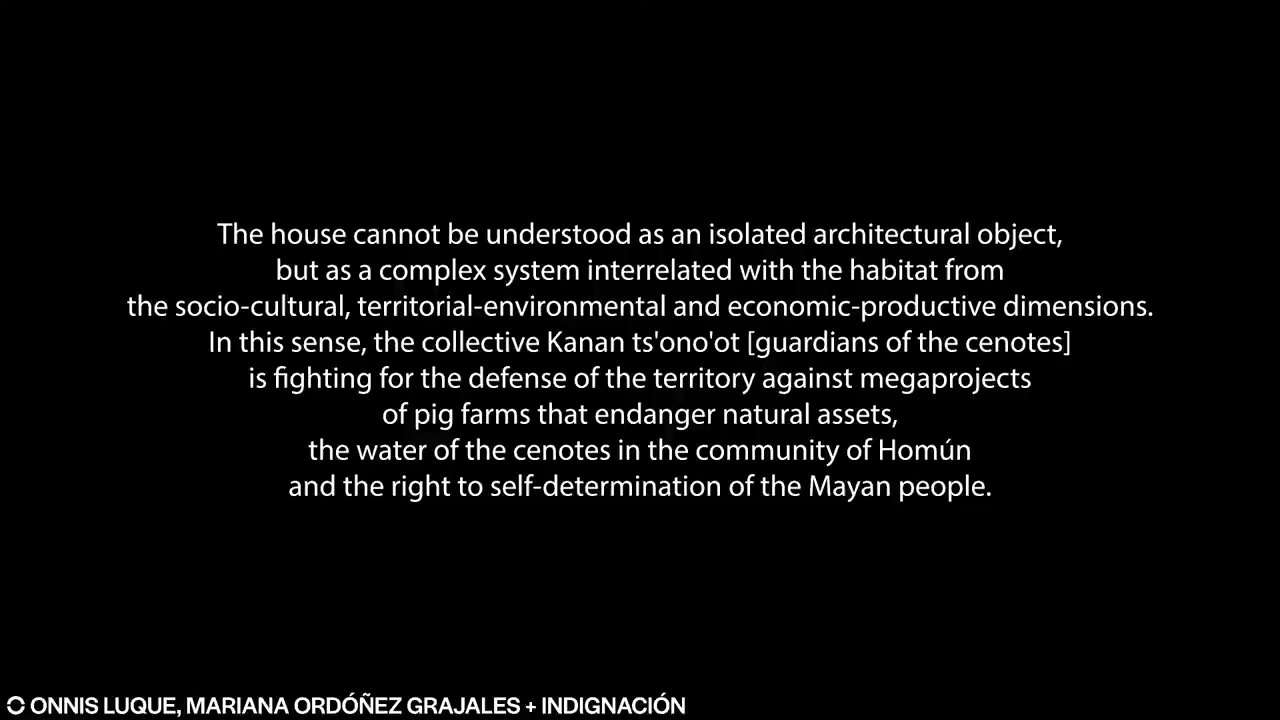 The house cannot be understood as an isolated architectural object,
but as a complex system interrelated with the habitat from
the socio-cultural, territorial-environmental and economic-productive dimensions.
In this sense, the collective Kanan ts'ono'ot [guardians of the cenotes]
is fighting for the defense of the territory against megaprojects
of pig farms that endanger natural assets,
the water of the cenotes in the community of Homún
and the right to self-determination of the Mayan people.
ONNIS LUQUE, MARIANA ORDÓÑEZ GRAJALES + INDIGNACIÓN